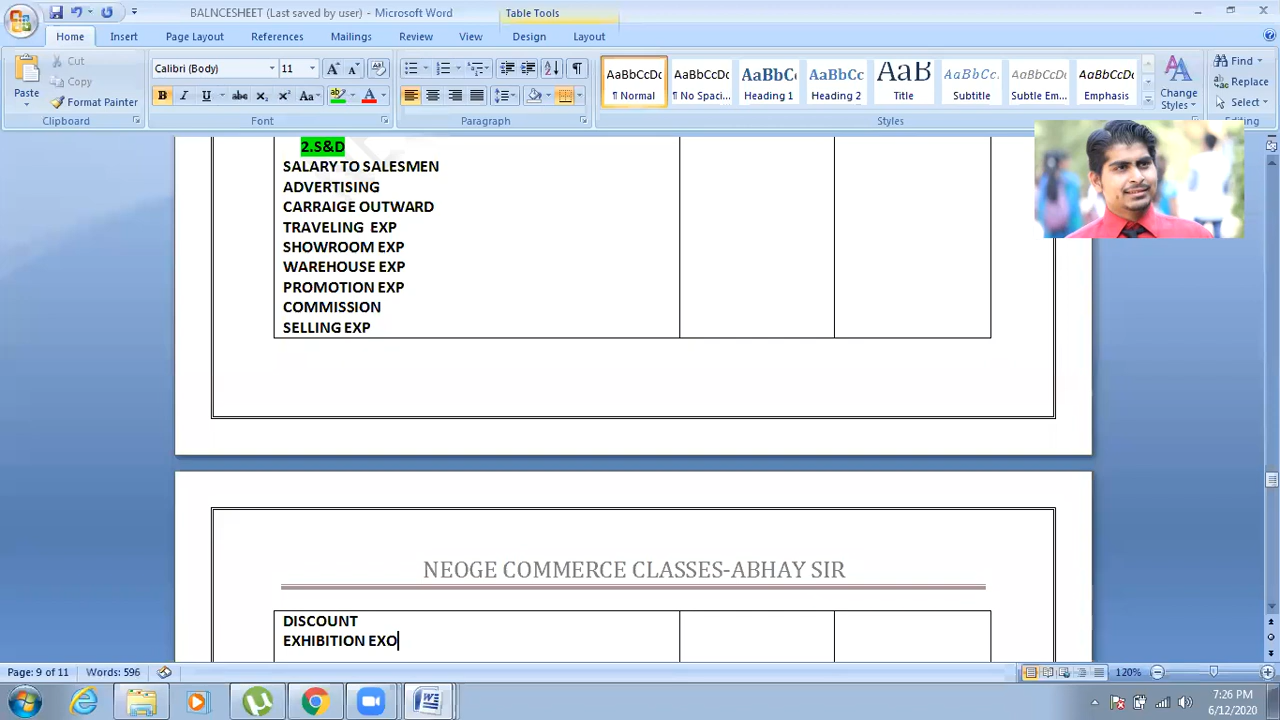 BALNCESHEET (Last saved by user) - Microsoft Word
Table Tools
Home
Insert
Page Layout
References
Mailings
Review
View
Design
Layout
Paste
Cut
Copy
Format Painter
Clipboard
Calibri (Body)
11
Font
Paragraph
AaBbCcDc
¶ Normal
AaBbCcDc
¶ No Spaci...
AaBbC
Heading 1
AaBbCc
Heading 2
AaB
Title
AaBbCc.
Subtitle
AaBbCcDc
Subtle Em...
AaBbCcDc
Emphasis
Change
Styles
Styles
Find
Replace
Select
Editing
2.S&D
SALARY TO SALESMEN
ADVERTISING
CARRAIGE OUTWARD
TRAVELING EXP
SHOWROOM EXP
WAREHOUSE EXP
PROMOTION EXP
COMMISSION
SELLING EXP
NEOGE COMMERCE CLASSES-ABHAY SIR
DISCOUNT
EXHIBITION EXO
Page: 9 of 11
Words: 596
120%
7:26 PM
6/12/2020